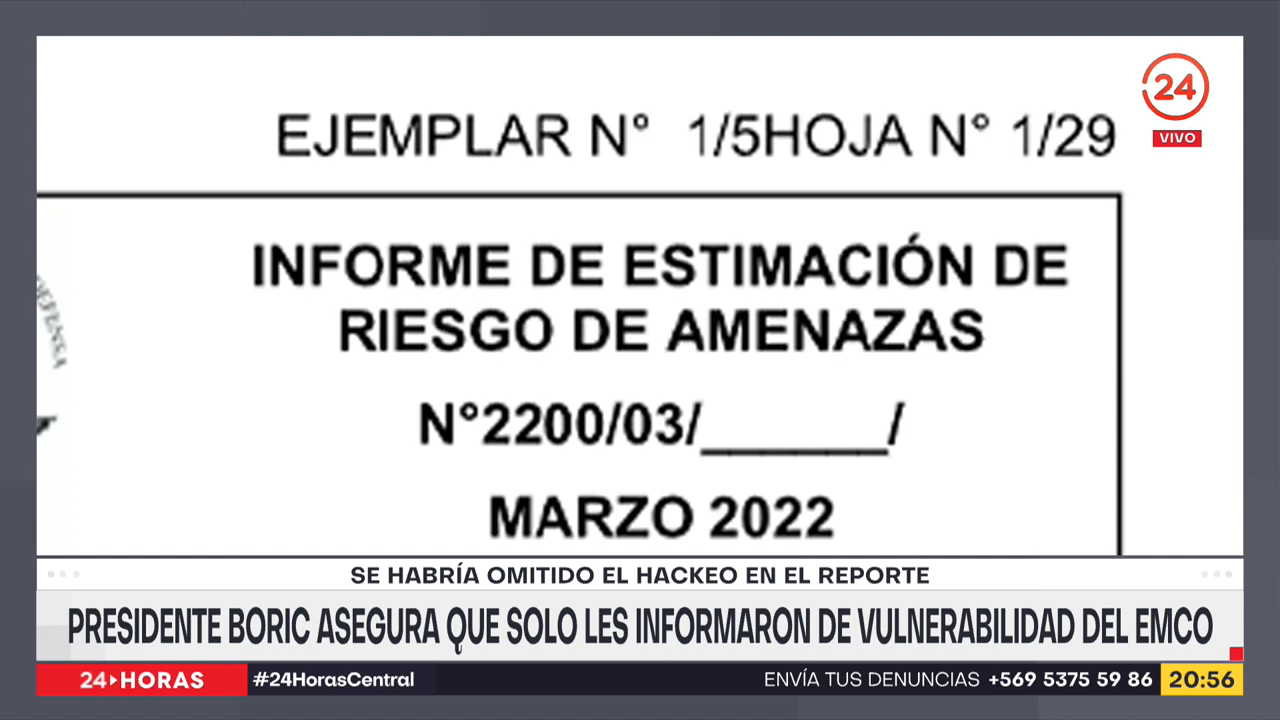 EJEMPLAR N° 1/5HOJA N° 1/29
24
VIVO
INFORME DE ESTIMACIÓN DE
RIESGO DE AMENAZAS
N°2200/03/______/
MARZO 2022
DEFENSA
SE HABRÍA OMITIDO EL HACKEO EN EL REPORTE
PRESIDENTE BORIC ASEGURA QUE SOLO LES INFORMARON DE VULNERABILIDAD DEL EMCO
24 HORAS
#24HorasCentral
ENVÍA TUS DENUNCIAS +569 5375 59 86
20:56